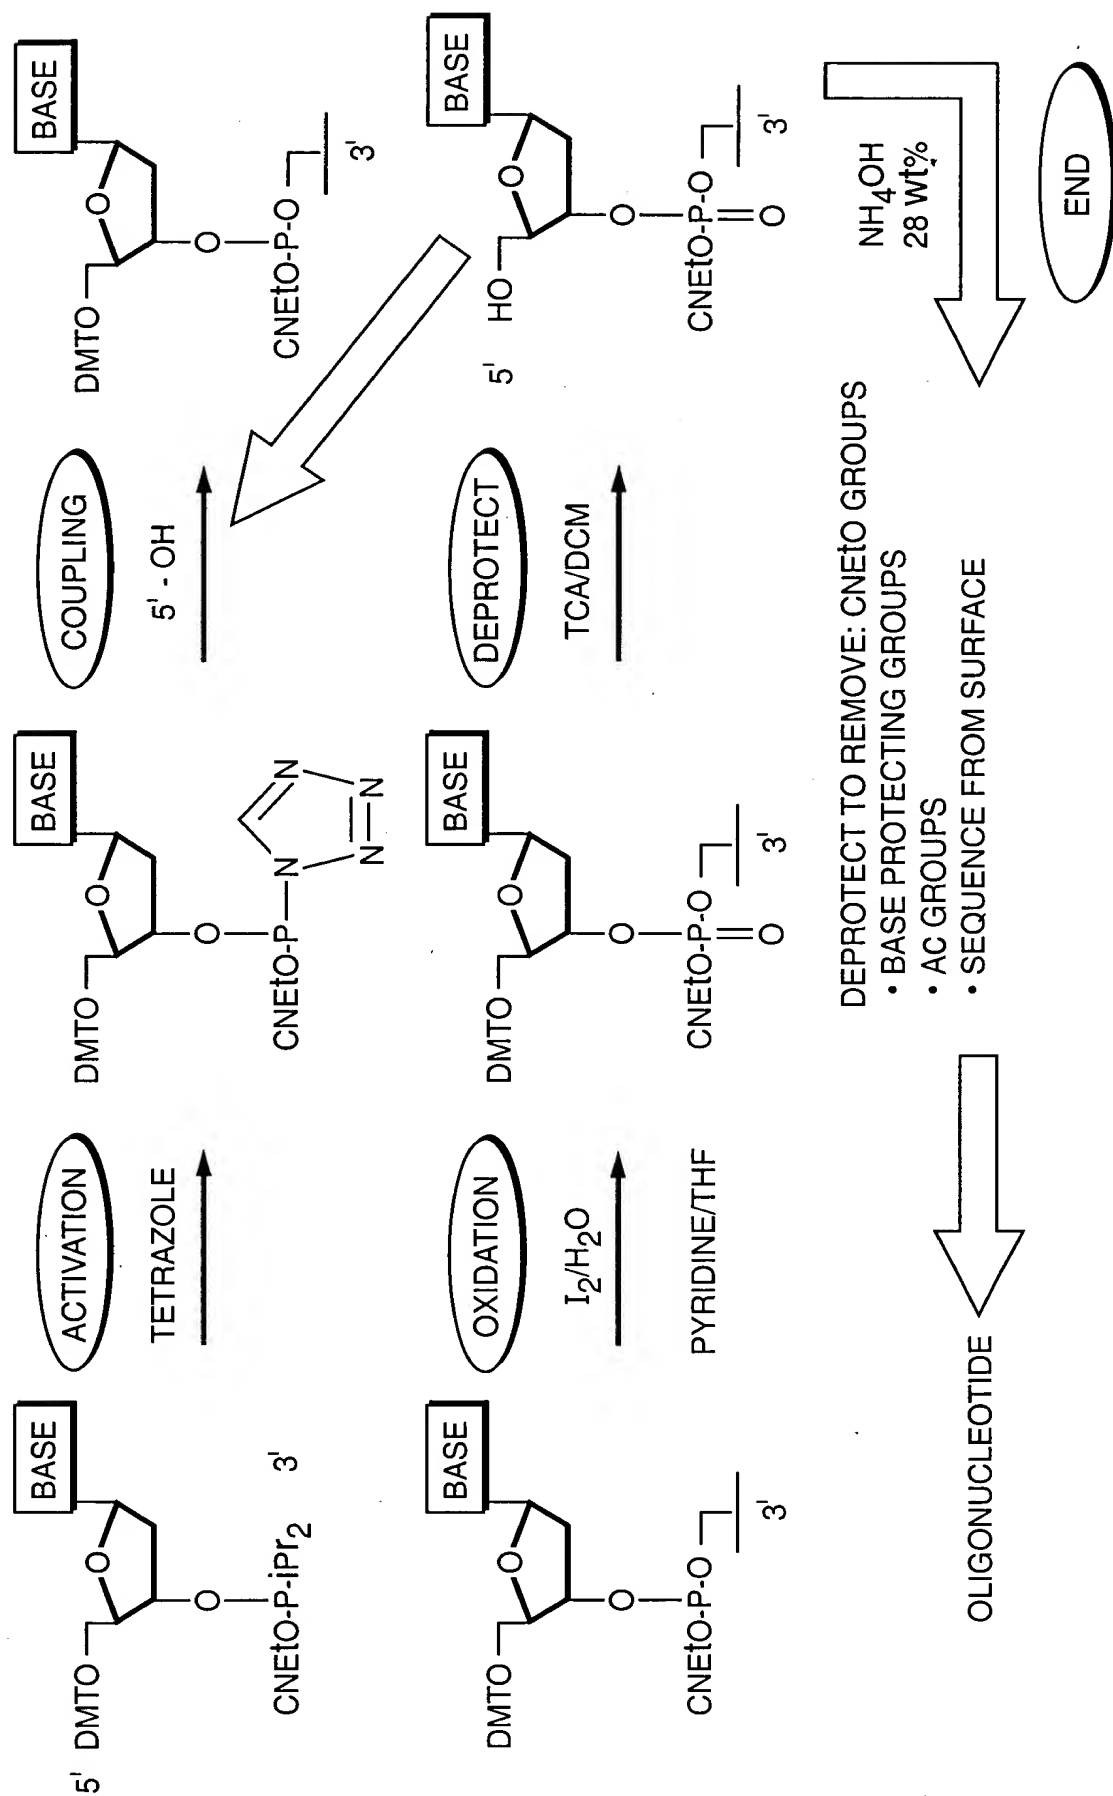 5' DMTO
O
BASE
O
CNEtO-P-iPr2 3'
ACTIVATION
TETRAZOLE
DMTO
O
BASE
O
CNEtO-P
N
N
N
N
COUPLING
5' - OH
DMTO
O
BASE
O
CNEtO-P-O
3'
DMTO
O
BASE
O
CNEtO-P-O
3'
OXIDATION
I2/H2O
PYRIDINE/THF
DMTO
O
BASE
O
CNEtO-P-O
O
3'
DEPROTECT
TCA/DCM
5' HO
O
BASE
O
CNEtO-P-O
O
3'
NH4OH
28 wt%
END
DEPROTECT TO REMOVE: CNEtO GROUPS
• BASE PROTECTING GROUPS
• AC GROUPS
• SEQUENCE FROM SURFACE
OLIGONUCLEOTIDE